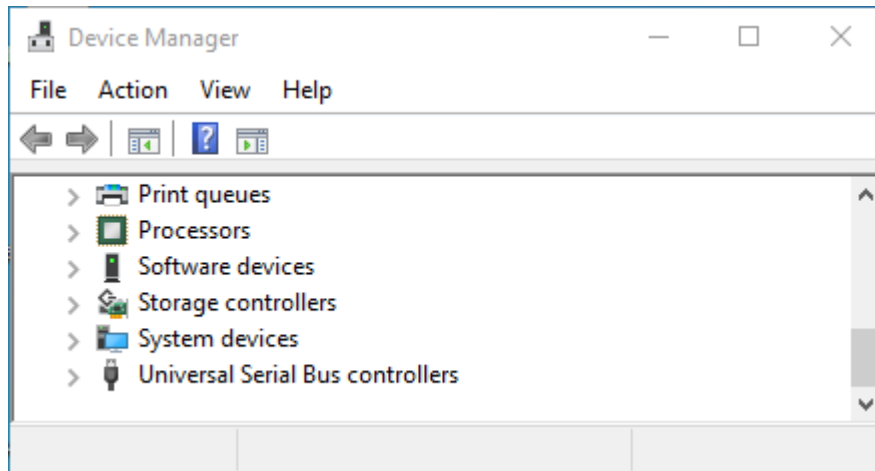 Device Manager
File Action View Help
?
Print queues
Processors
Software devices
Storage controllers
System devices
Universal Serial Bus controllers